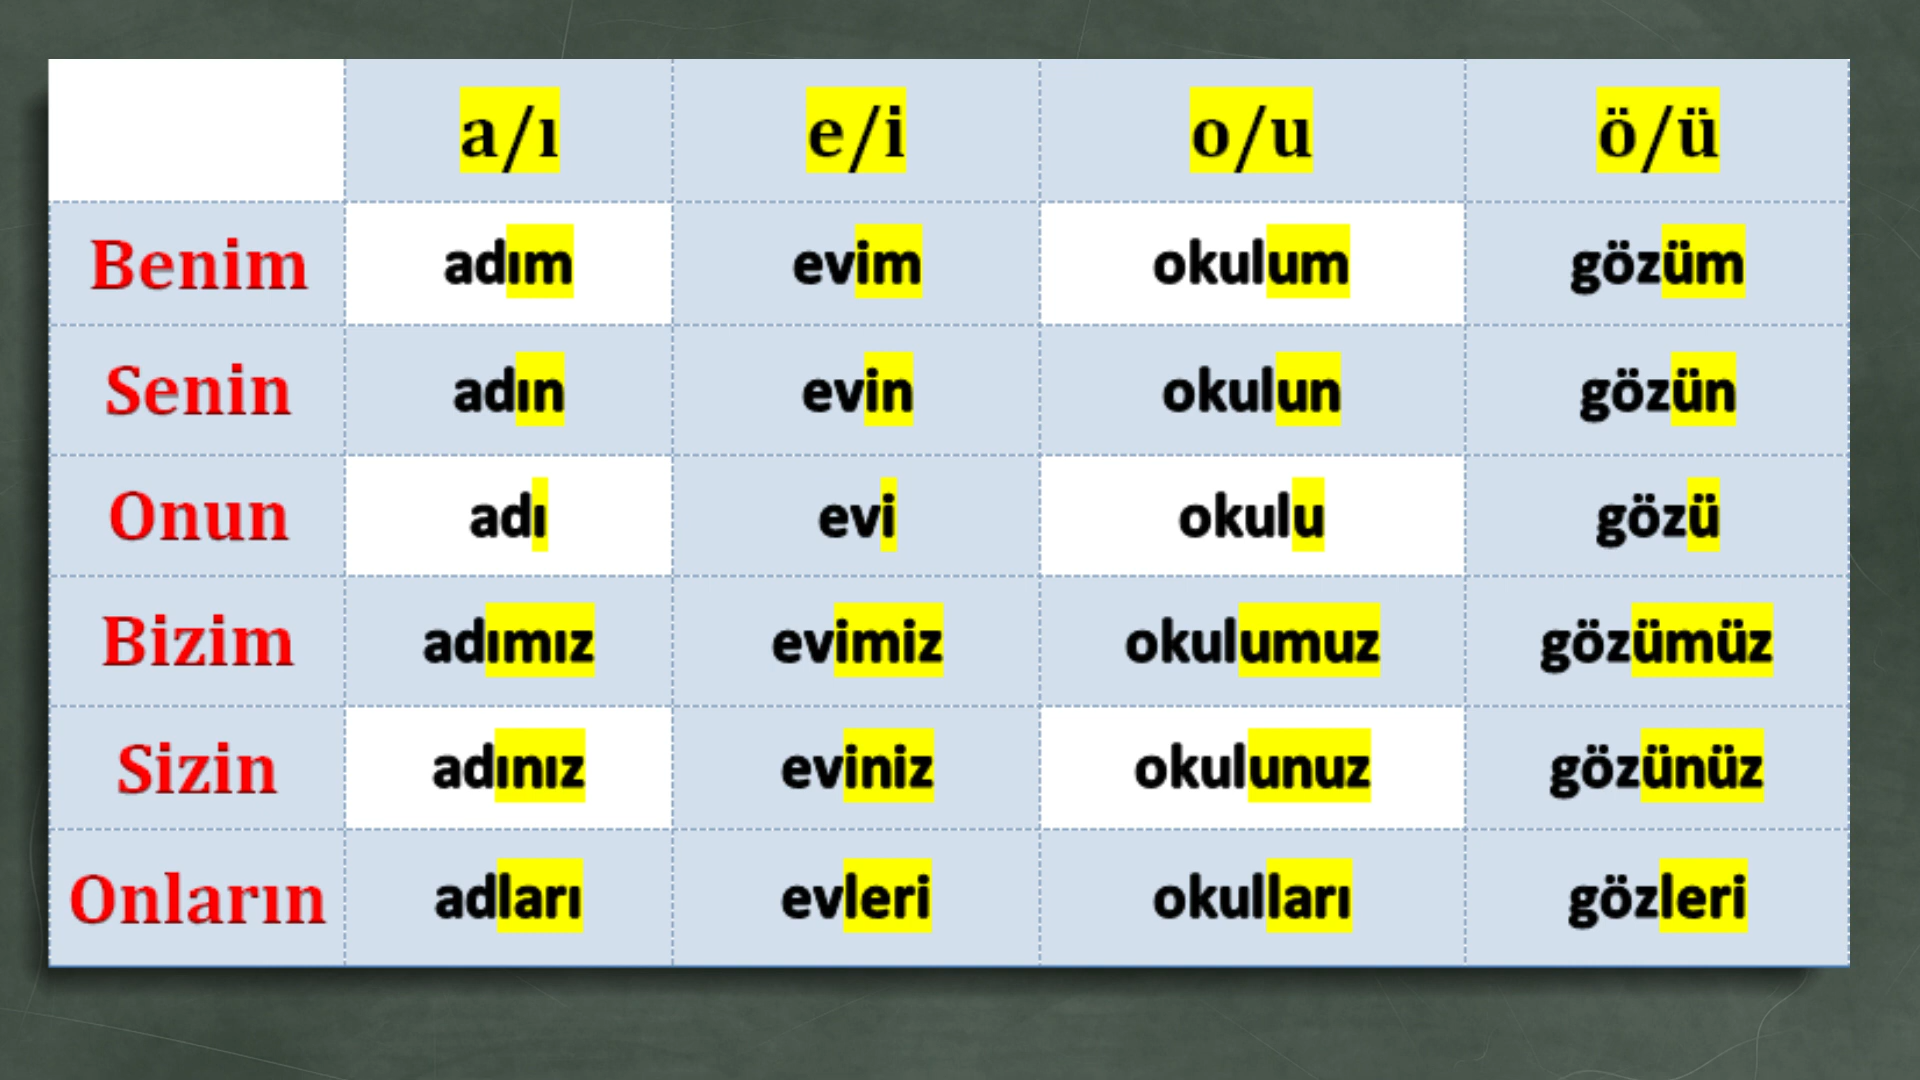 a/ı e/i o/u ö/ü
Benim adım evim okulum gözüm
Senin adın evin okulun gözün
Onun adı evi okulu gözü
Bizim adımız evimiz okulumuz gözümüz
Sizin adınız eviniz okulunuz gözünüz
Onların adları evleri okulları gözleri